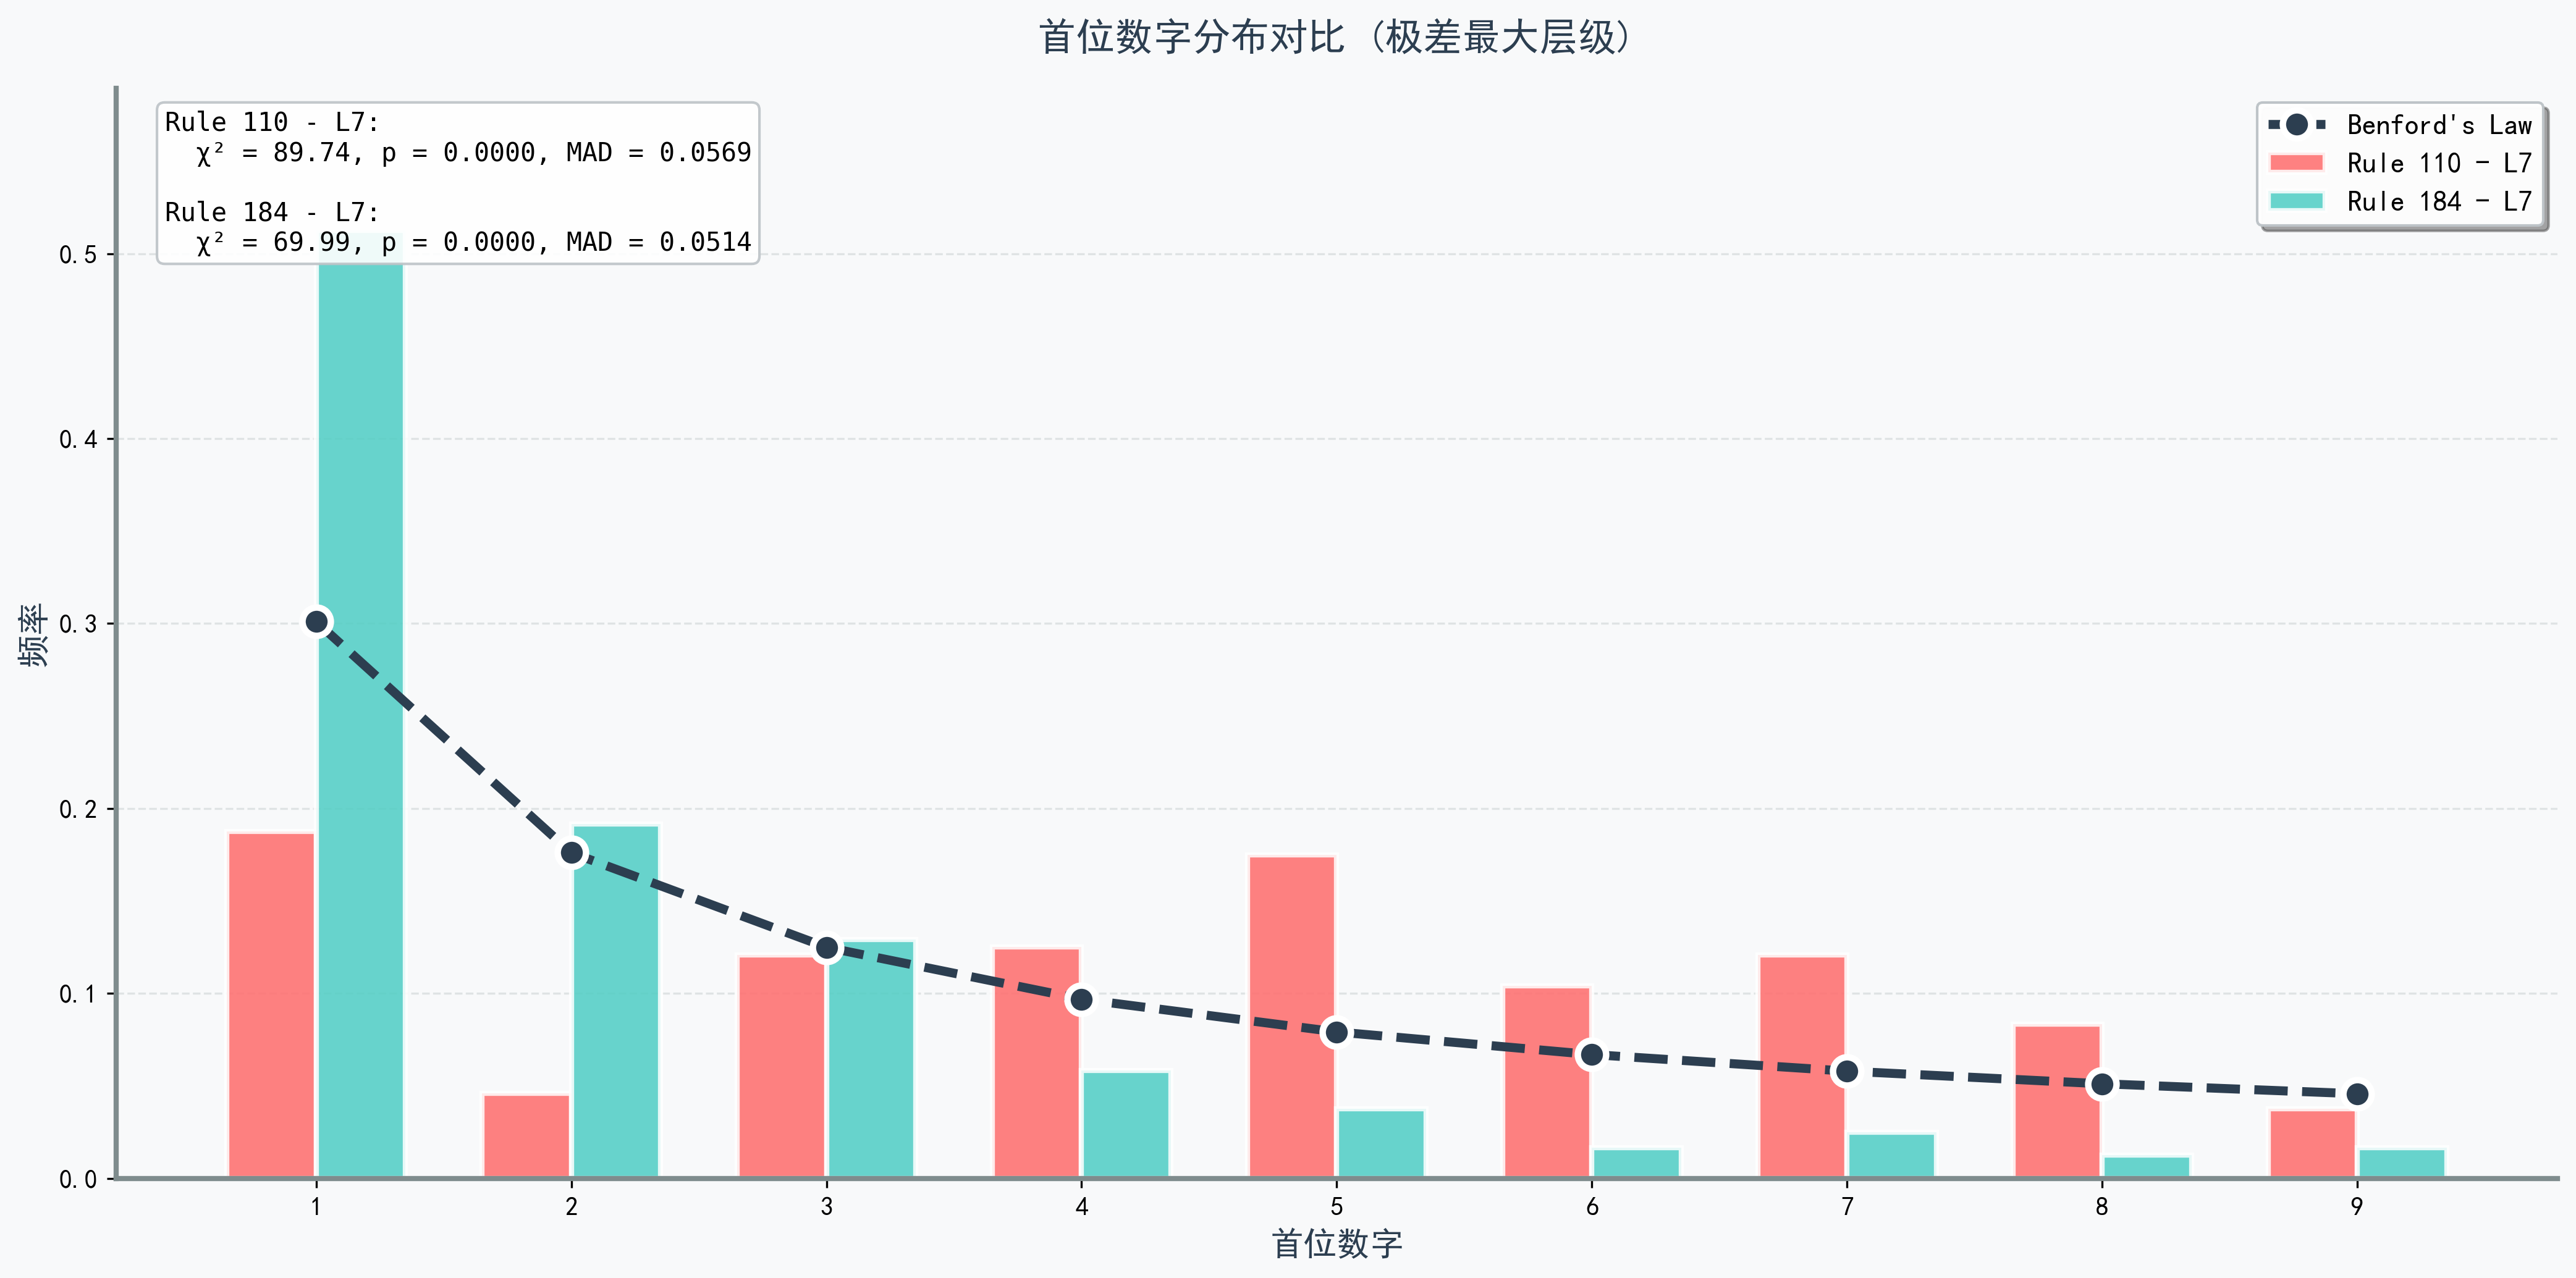 首位数字分布对比 (极差最大层级)
Rule 110 - L7:
χ² = 89.74, p = 0.0000, MAD = 0.0569
Rule 184 - L7:
χ² = 69.99, p = 0.0000, MAD = 0.0514
Benford's Law
Rule 110 - L7
Rule 184 - L7
频率
0.5
0.4
0.3
0.2
0.1
0.0
1 2 3 4 5 6 7 8 9
首位数字